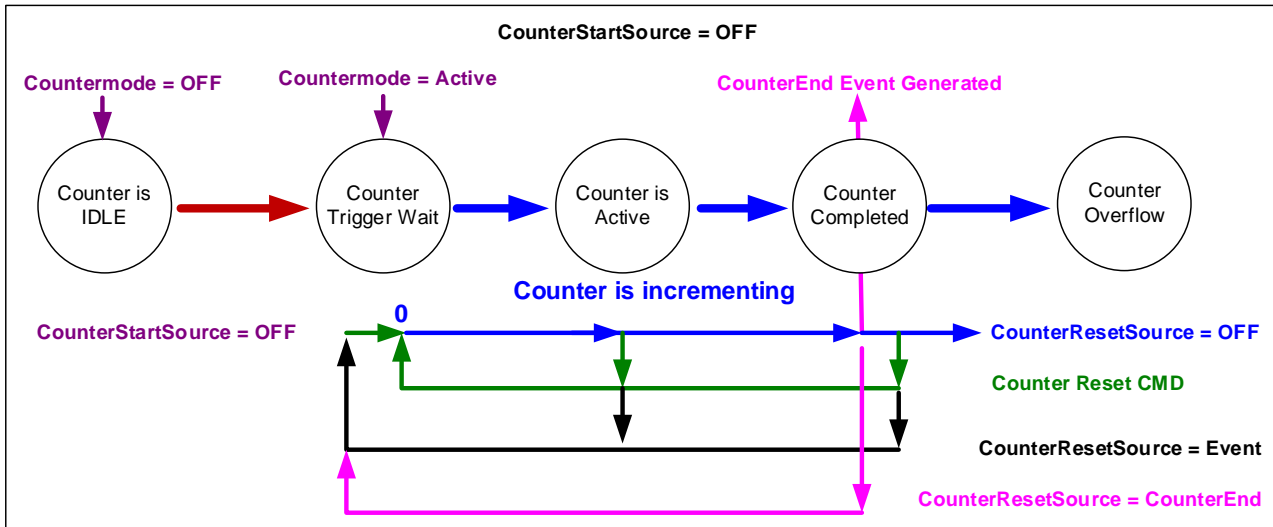 CounterStartSource = OFF
Countermode = OFF
Countermode = Active
CounterEnd Event Generated
Counter is
IDLE
Counter
Trigger Wait
Counter is
Active
Counter
Completed
Counter
Overflow
Counter is incrementing
0
CounterStartSource = OFF
CounterResetSource = OFF
Counter Reset CMD
CounterResetSource = Event
CounterResetSource = CounterEnd